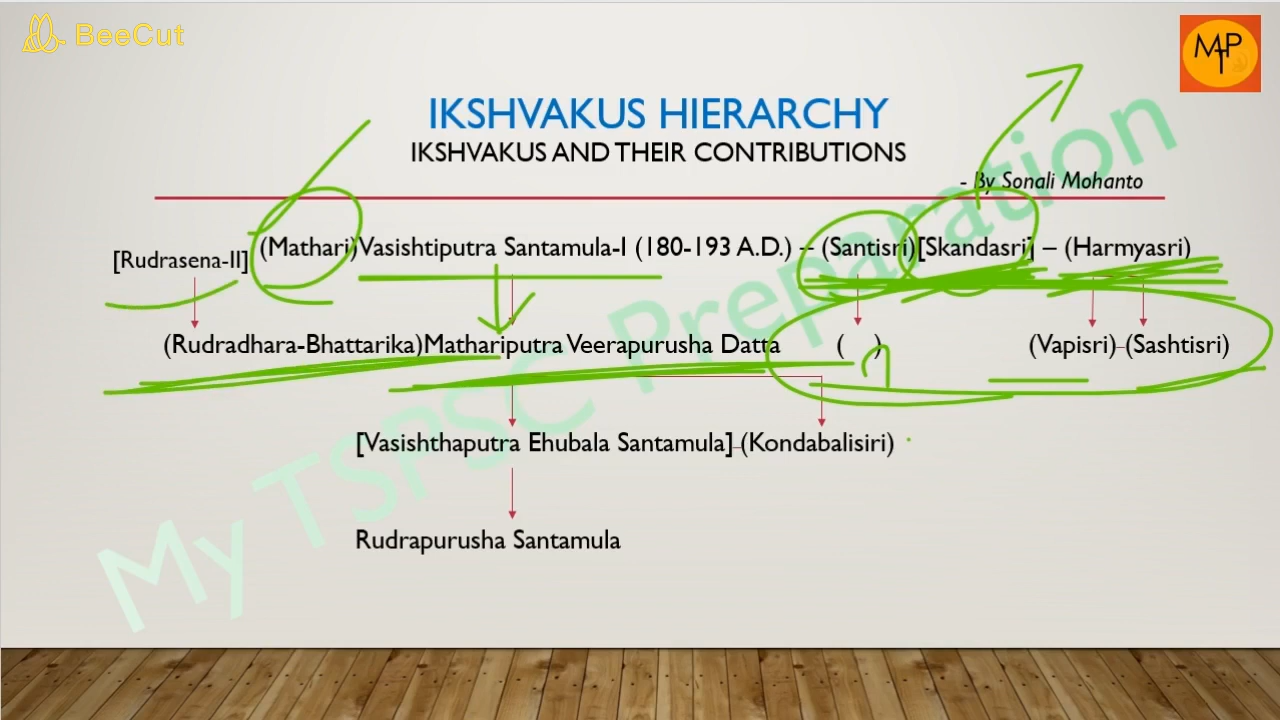 BeeCut
MTP
IKSHVAKUS HIERARCHY
IKSHVAKUS AND THEIR CONTRIBUTIONS
- By Sonali Mohanto
[Rudrasena-II] (Mathari)Vasishtiputra Santamula-I (180-193 A.D.) – (Santisri)[Skandasri] – (Harmyasri)
(Rudradhara-Bhattarika)Mathariputra Veerapurusha Datta ( ) (Vapisri)-(Sashtisri)
[Vasishthaputra Ehubala Santamula]-(Kondabalisiri)
Rudrapurusha Santamula
My TSPSC Preparation